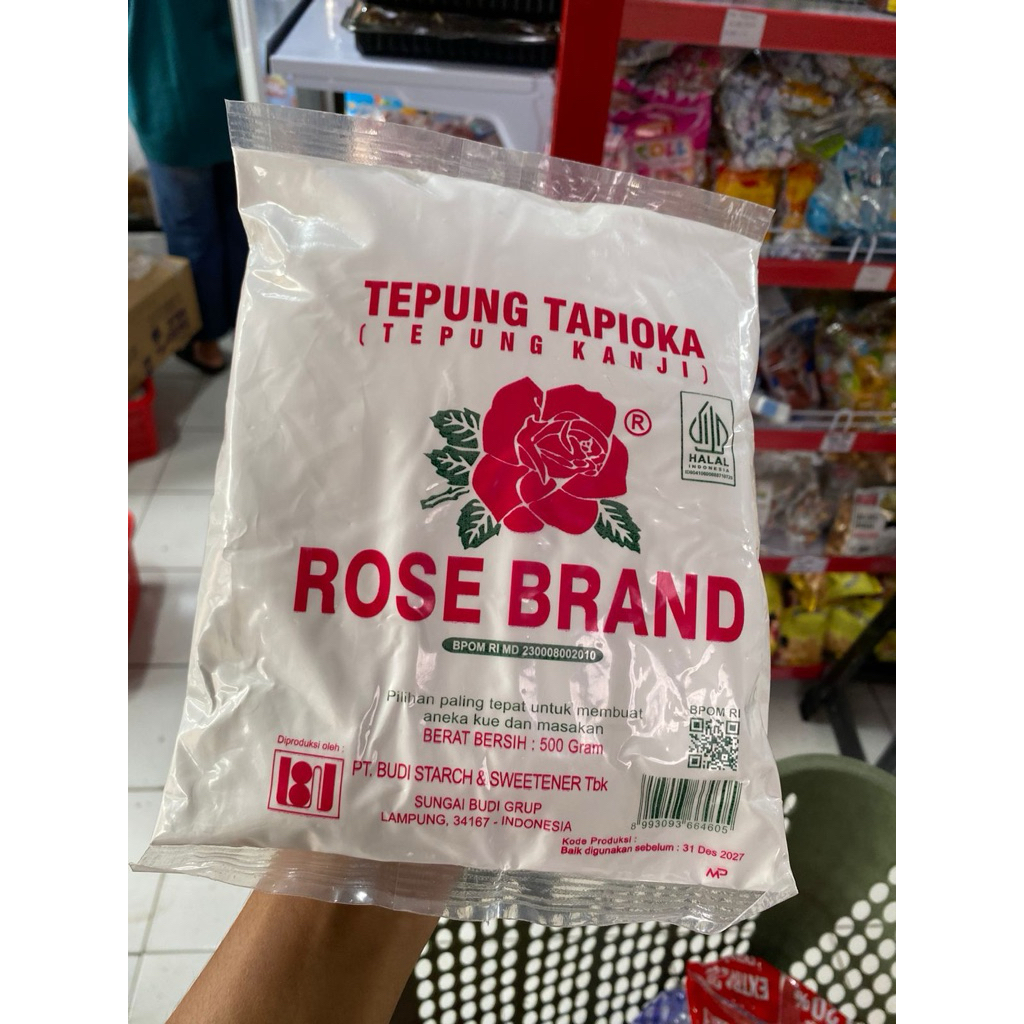 TEPUNG TAPIOKA
(TEPUNG KANJI)
®
HALAL
INDONESIA
ROSE BRAND
BPOM RI MD 230008002010
Pilihan paling tepat untuk membuat
aneka kue dan masakan
BERAT BERSIH : 500 Gram
BPOM RI
Diproduksi oleh :
PT. BUDI STARCH & SWEETENER Tbk
SUNGAI BUDI GRUP
LAMPUNG, 34167 - INDONESIA
8 993093 664605
Kode Produksi :
Baik digunakan sebelum : 31 Des 2027
MP